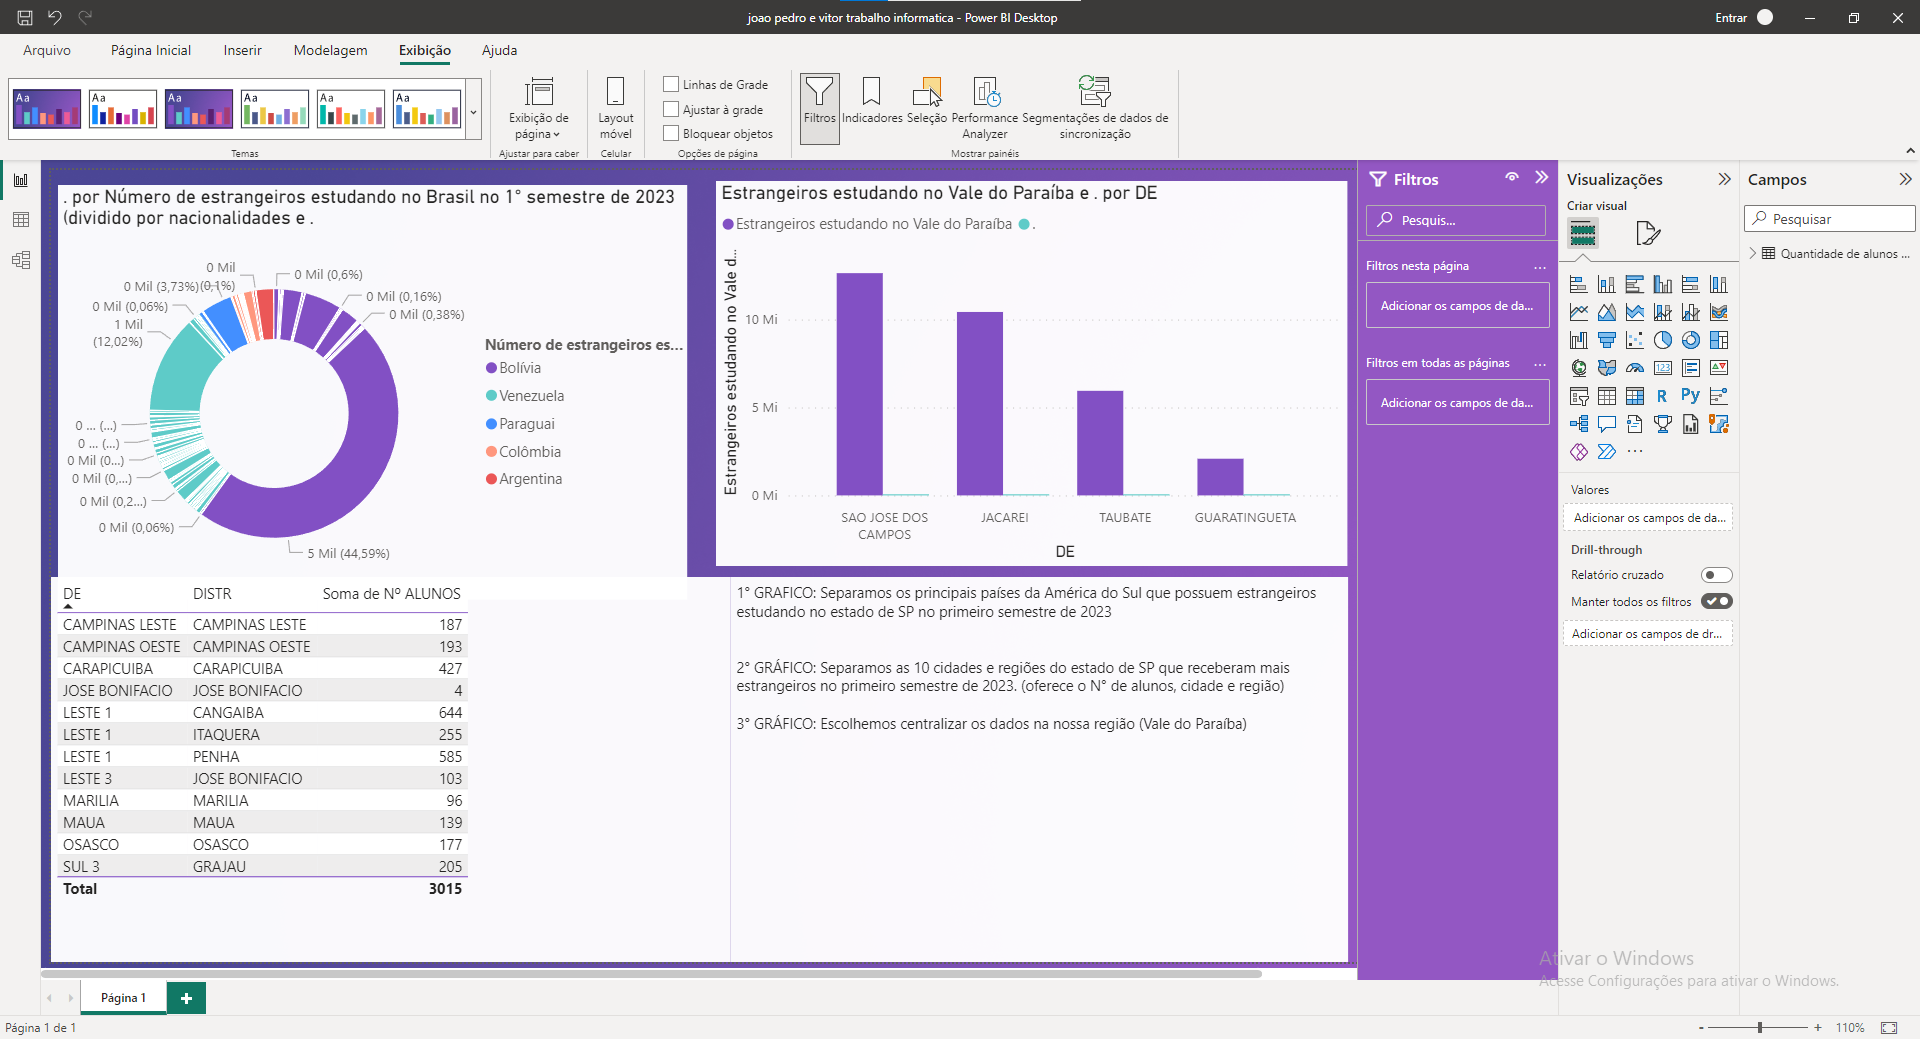 joao pedro e vitor trabalho informatica - Power BI Desktop
Entrar
Arquivo Página Inicial Inserir Modelagem Exibição Ajuda
Aa Aa Aa Aa Aa Aa
Temas
Exibição de página
Ajustar para caber
Layout móvel
Celular
Linhas de Grade
Ajustar à grade
Bloquear objetos
Opções de página
Filtros
Indicadores
Seleção
Performance Analyzer
Segmentações de dados de sincronização
Mostrar painéis
. por Número de estrangeiros estudando no Brasil no 1° semestre de 2023
(dividido por nacionalidades e .
0 Mil
0 Mil (0,6%)
0 Mil (3,73%)
(0,1%)
0 Mil (0,16%)
0 Mil (0,06%)
0 Mil (0,38%)
1 Mil
(12,02%)
0 ... (...)
0 ... (...)
0 Mil (0...)
0 Mil (0,...)
0 Mil (0,2...)
0 Mil (0,06%)
5 Mil (44,59%)
Número de estrangeiros es...
Bolívia
Venezuela
Paraguai
Colômbia
Argentina
Estrangeiros estudando no Vale do Paraíba e . por DE
Estrangeiros estudando no Vale do Paraíba .
Estrangeiros estudando no Vale d...
10 Mi
5 Mi
0 Mi
SAO JOSE DOS
CAMPOS
JACAREI
TAUBATE
GUARATINGUETA
DE
DE DISTR Soma de Nº ALUNOS
CAMPINAS LESTE CAMPINAS LESTE 187
CAMPINAS OESTE CAMPINAS OESTE 193
CARAPICUIBA CARAPICUIBA 427
JOSE BONIFACIO JOSE BONIFACIO 4
LESTE 1 CANGAIBA 644
LESTE 1 ITAQUERA 255
LESTE 1 PENHA 585
LESTE 3 JOSE BONIFACIO 103
MARILIA MARILIA 96
MAUA MAUA 139
OSASCO OSASCO 177
SUL 3 GRAJAU 205
Total 3015
1° GRAFICO: Separamos os principais países da América do Sul que possuem estrangeiros
estudando no estado de SP no primeiro semestre de 2023
2° GRÁFICO: Separamos as 10 cidades e regiões do estado de SP que receberam mais
estrangeiros no primeiro semestre de 2023. (oferece o N° de alunos, cidade e região)
3° GRÁFICO: Escolhemos centralizar os dados na nossa região (Vale do Paraíba)
Filtros
Pesquis...
Filtros nesta página ...
Adicionar os campos de da...
Filtros em todas as páginas ...
Adicionar os campos de da...
Visualizações
Criar visual
123
R Py
...
Valores
Adicionar os campos de da...
Drill-through
Relatório cruzado
Manter todos os filtros
Adicionar os campos de dr...
Campos
Pesquisar
Quantidade de alunos ...
Ativar o Windows
Acesse Configurações para ativar o Windows.
Página 1
+
Página 1 de 1
- + 110%